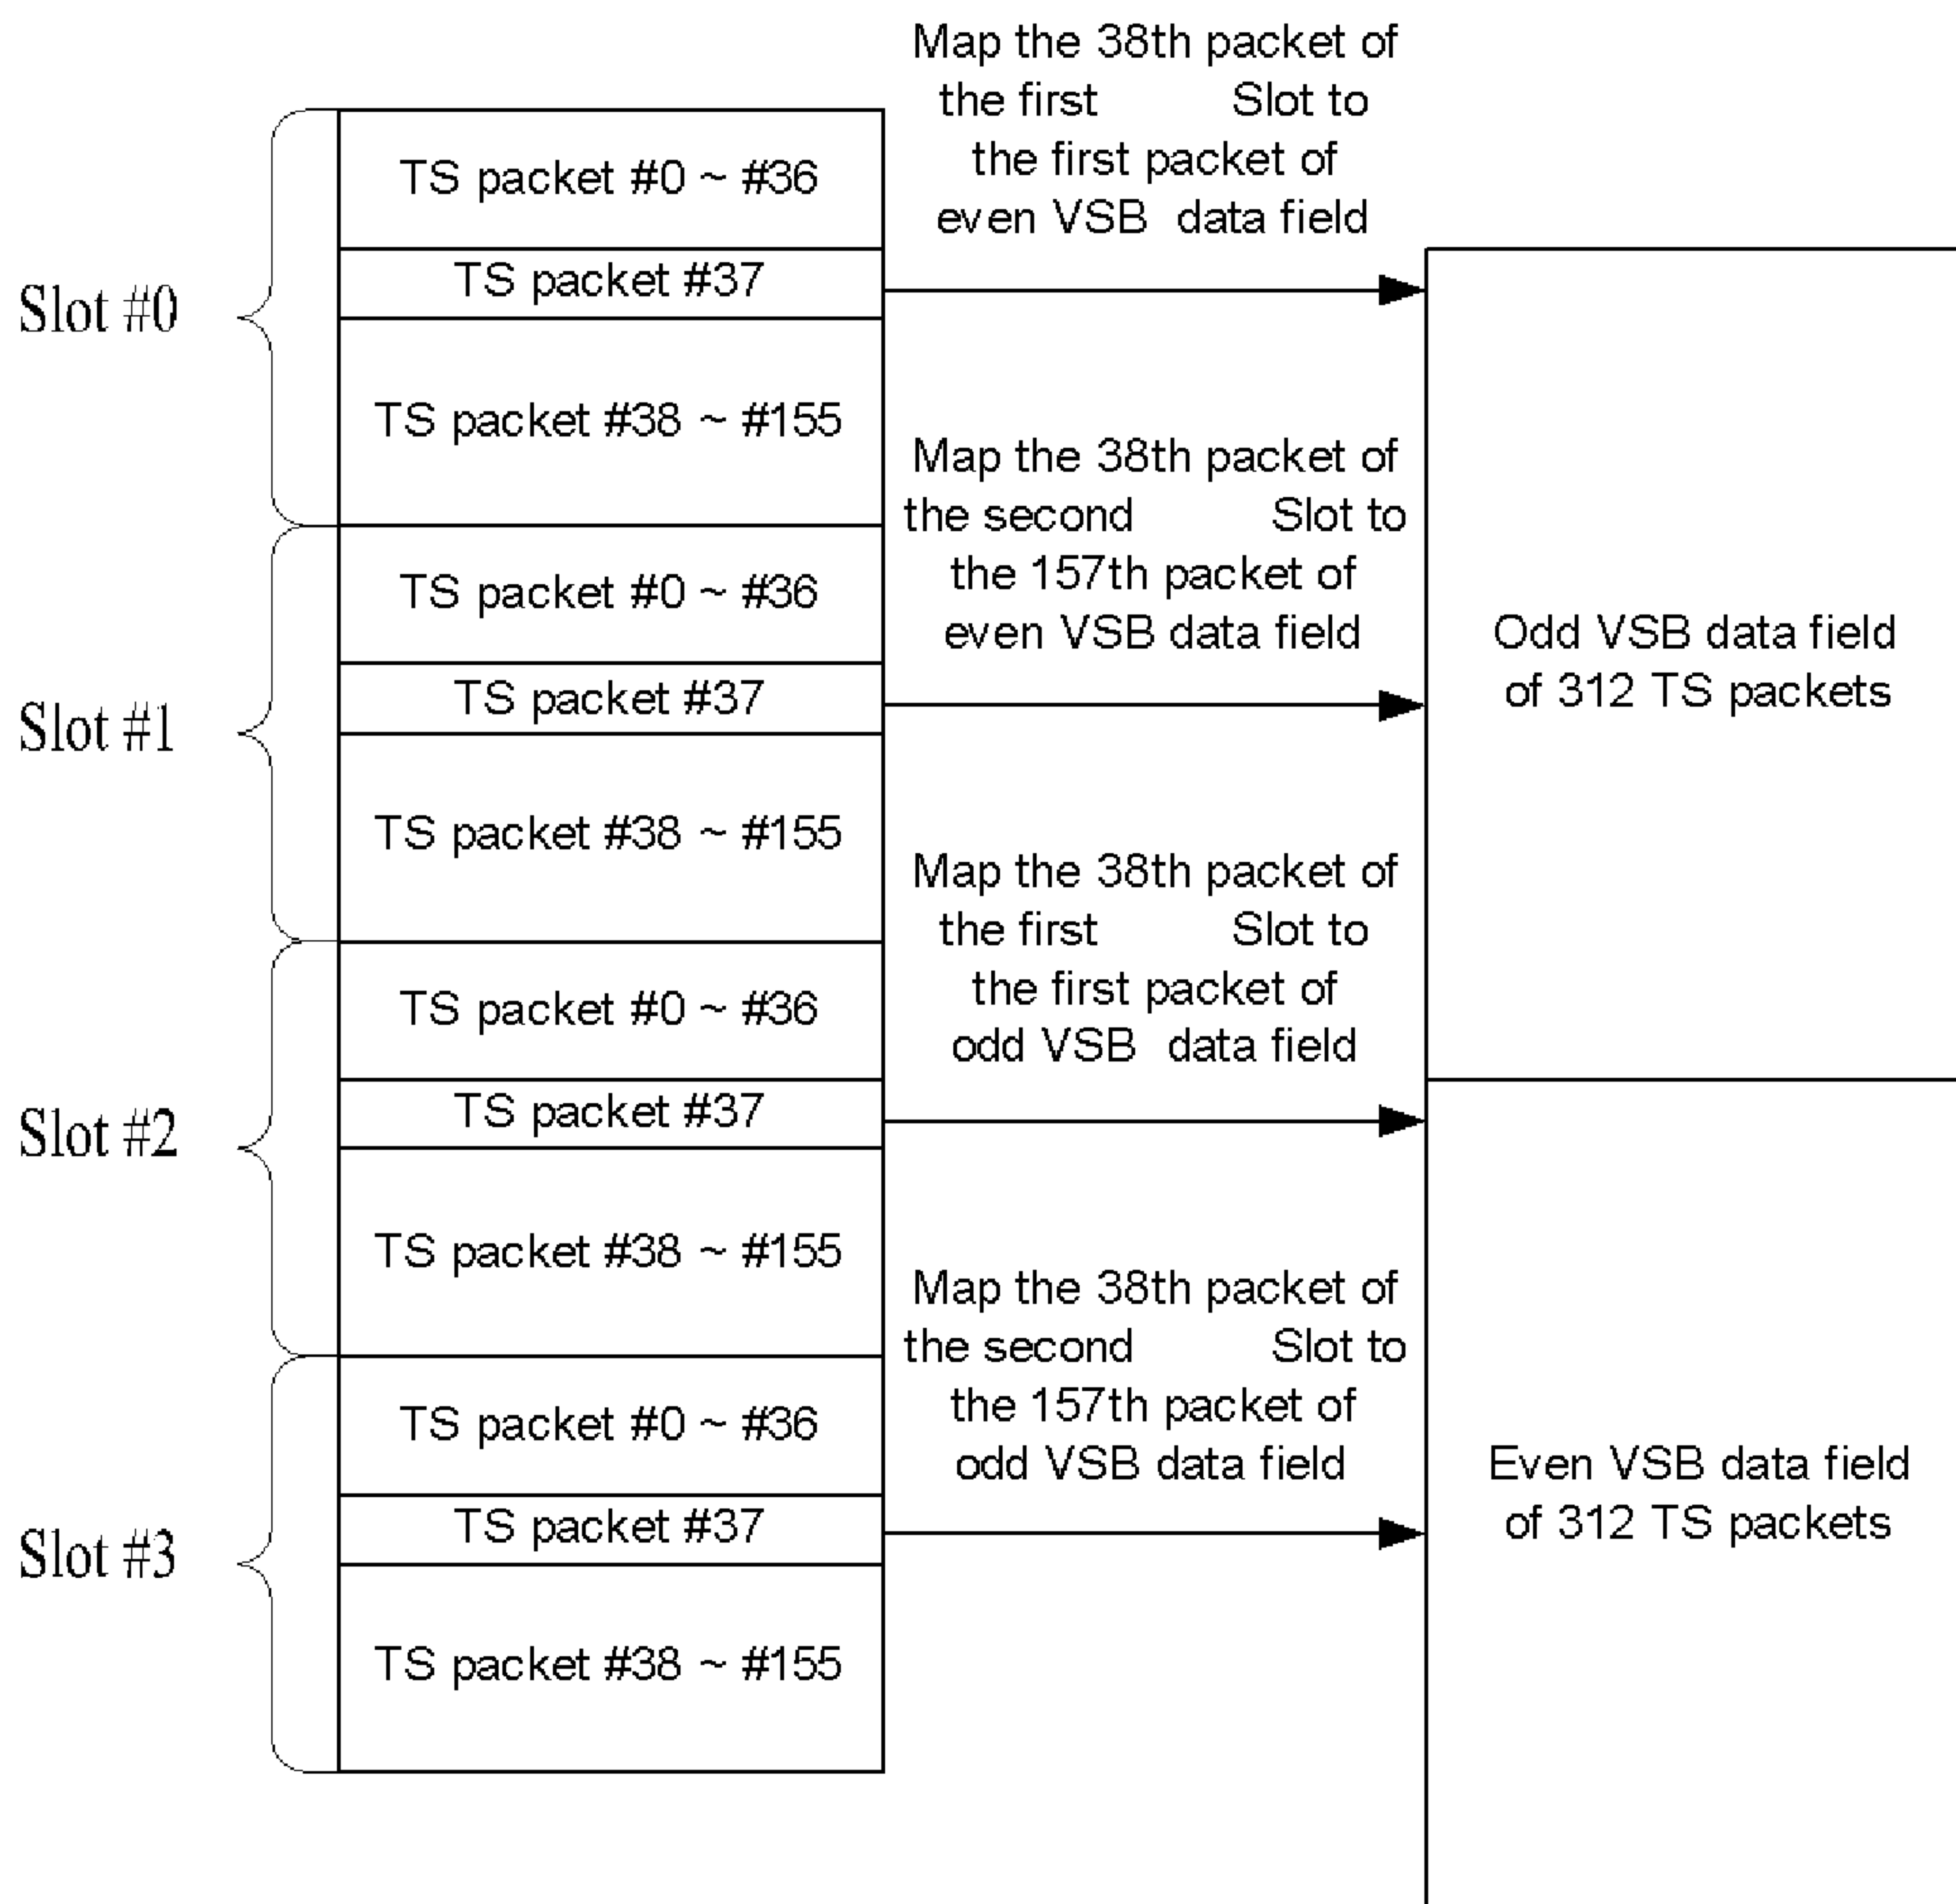 Map the 38th packet of
the first Slot to
the first packet of
even VSB data field
Slot #0
TS packet #0 ~ #36
TS packet #37
TS packet #38 ~ #155
Map the 38th packet of
the second Slot to
the 157th packet of
even VSB data field
Slot #1
TS packet #0 ~ #36
TS packet #37
TS packet #38 ~ #155
Odd VSB data field
of 312 TS packets
Map the 38th packet of
the first Slot to
the first packet of
odd VSB data field
Slot #2
TS packet #0 ~ #36
TS packet #37
TS packet #38 ~ #155
Map the 38th packet of
the second Slot to
the 157th packet of
odd VSB data field
Slot #3
TS packet #0 ~ #36
TS packet #37
TS packet #38 ~ #155
Even VSB data field
of 312 TS packets